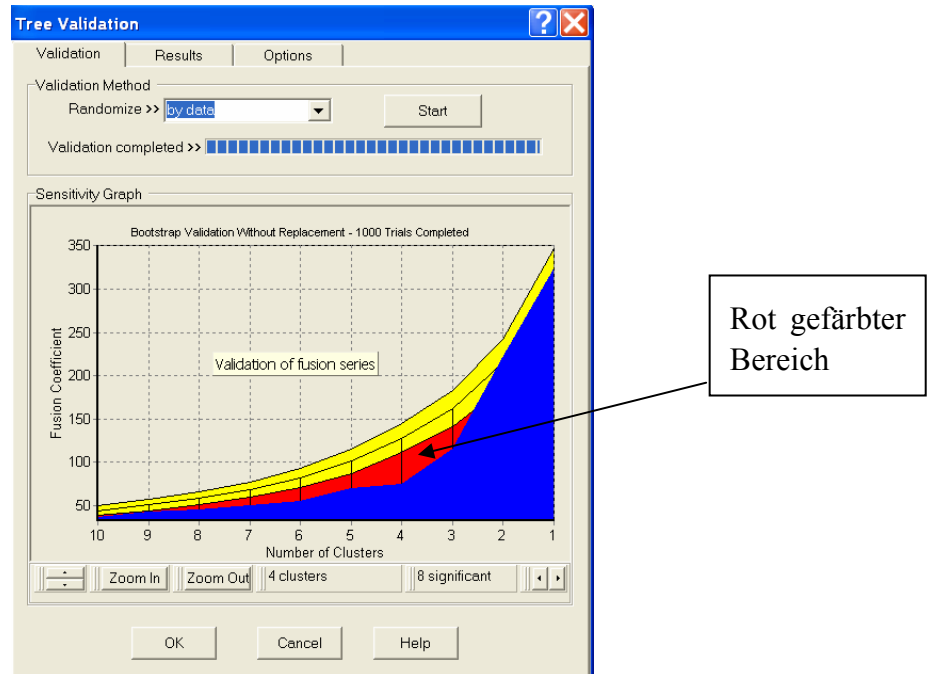 Tree Validation
Validation Results Options
Validation Method
Randomize >> by data Start
Validation completed >>
Sensitivity Graph
Bootstrap Validation Without Replacement - 1000 Trials Completed
350
300
250
200
150
100
50
Fusion Coefficient
Validation of fusion series
10 9 8 7 6 5 4 3 2 1
Number of Clusters
Zoom In Zoom Out 4 clusters 8 significant
OK Cancel Help
Rot gefärbter
Bereich